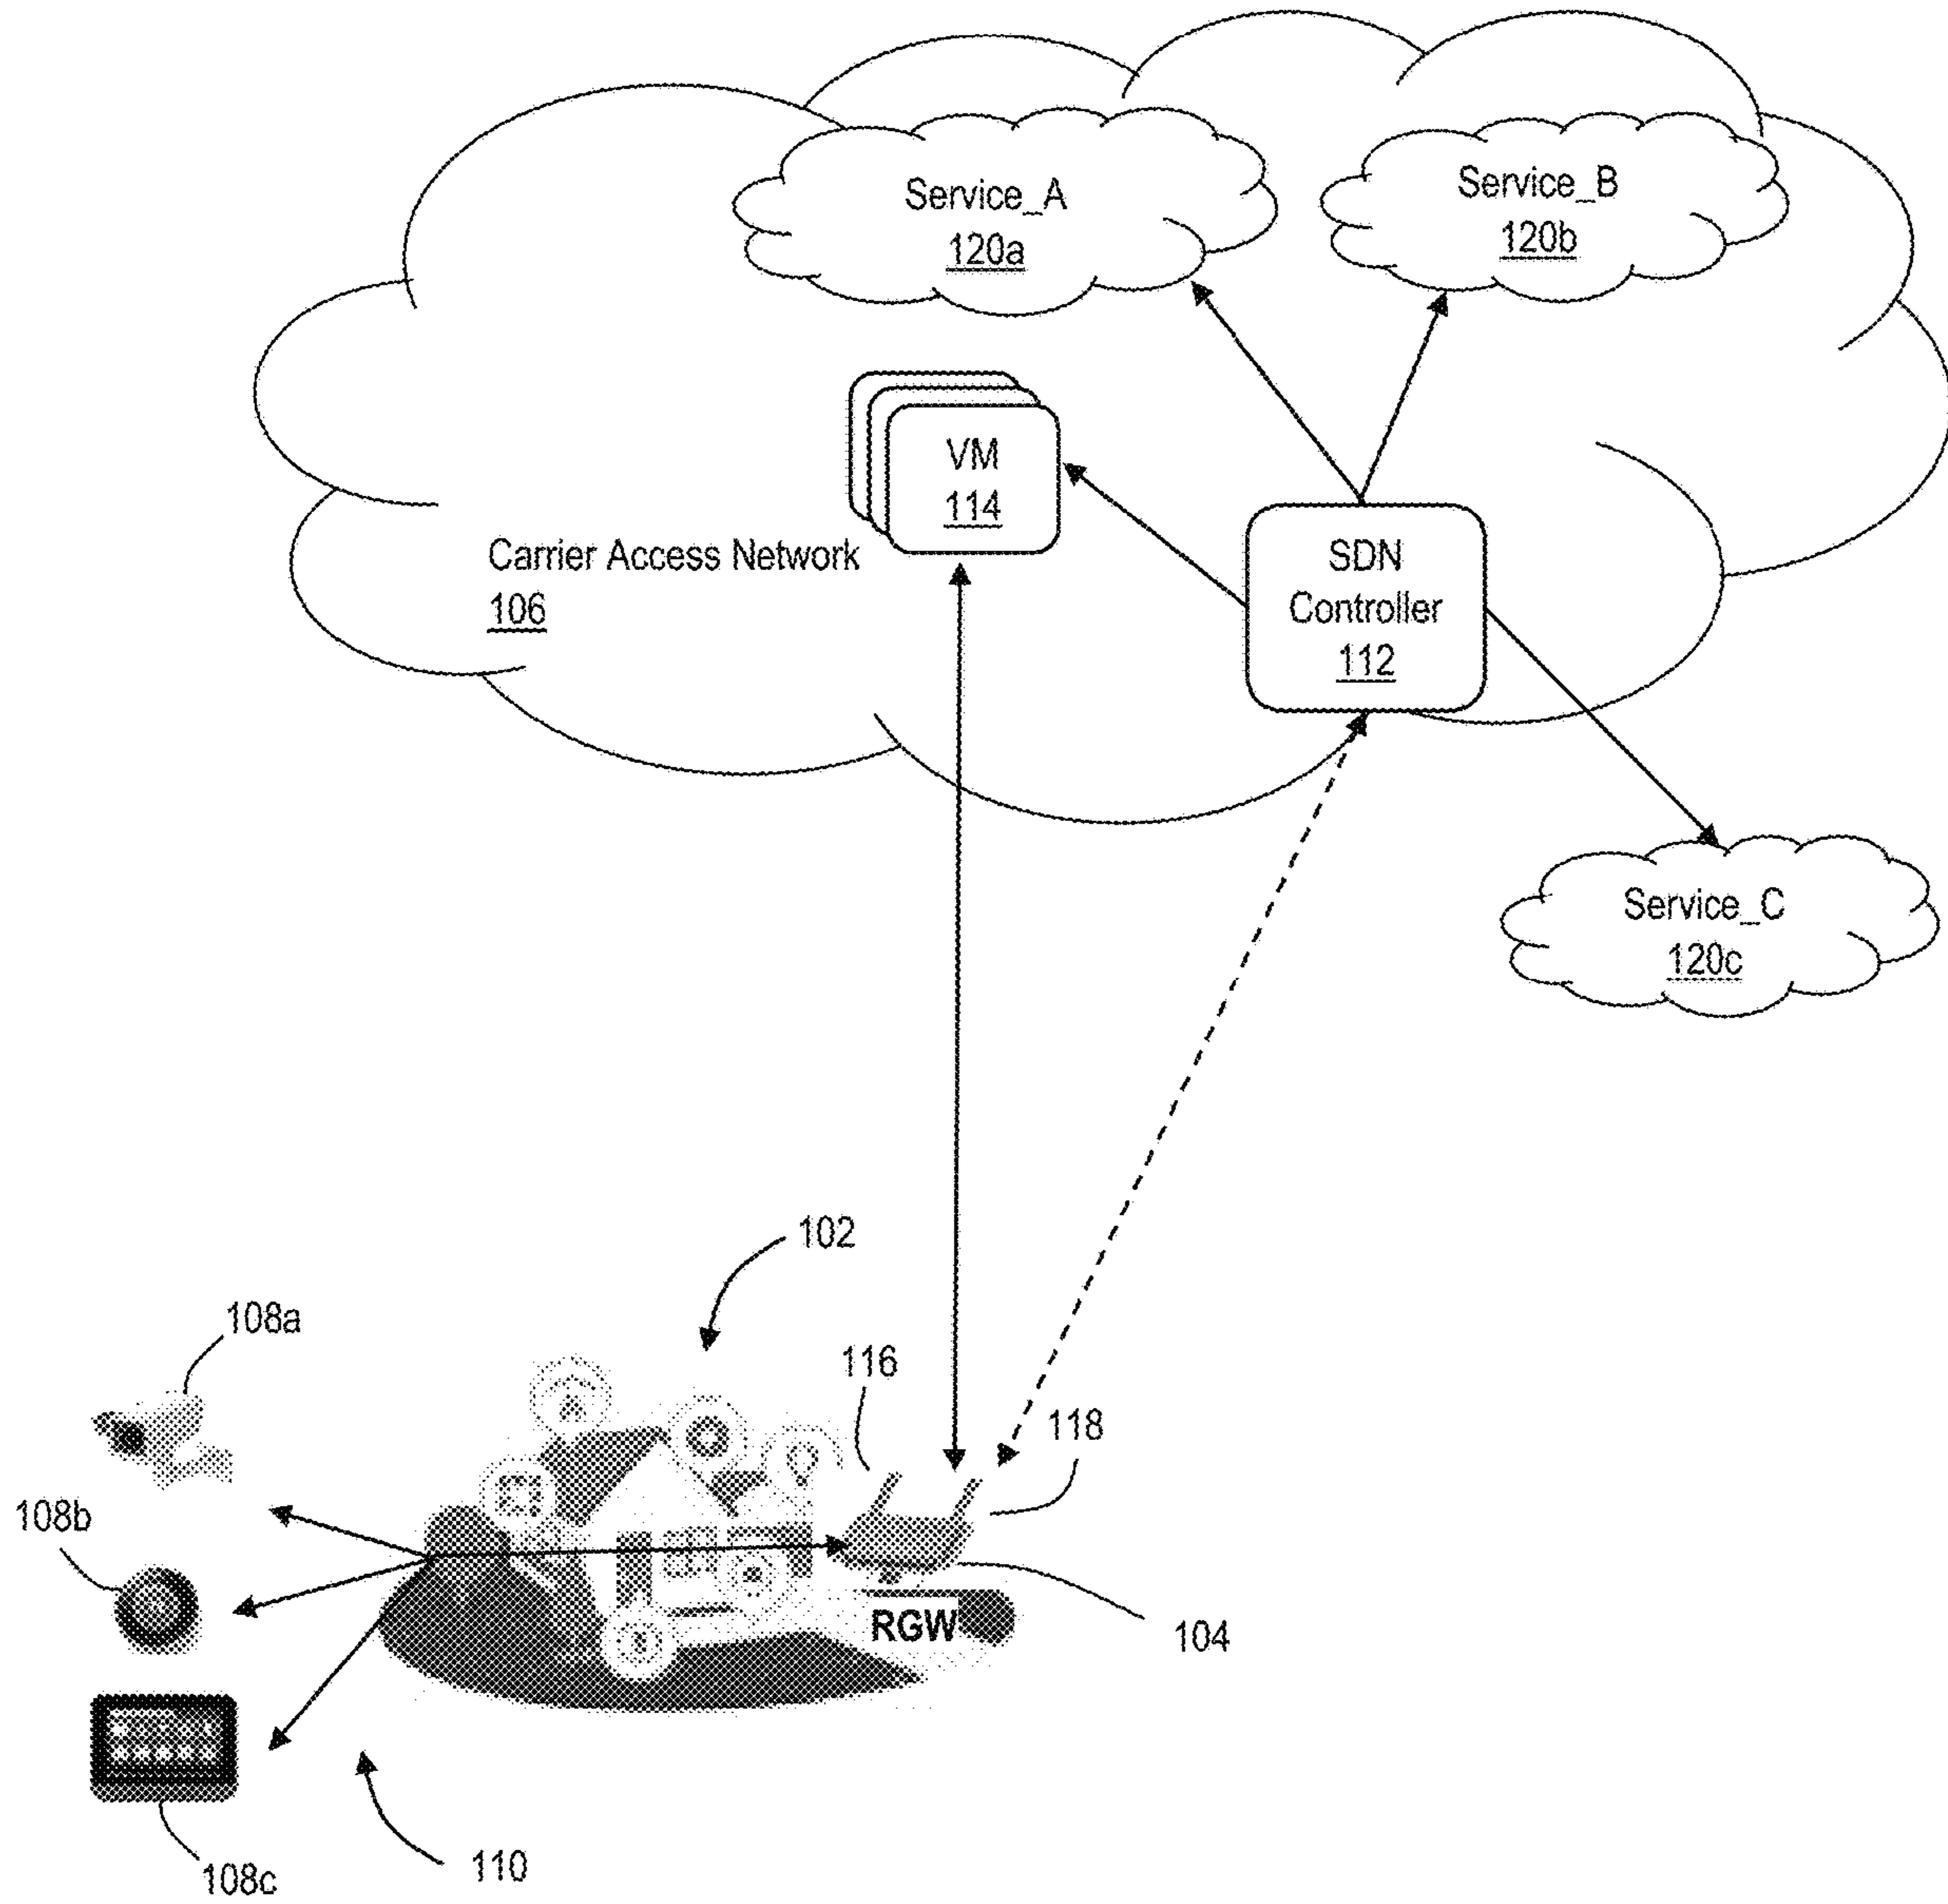 Service_A
120a
Service_B
120b
VM
114
Carrier Access Network
106
SDN
Controller
112
Service_C
120c
102
108a
116
118
108b
RGW
104
110
108c